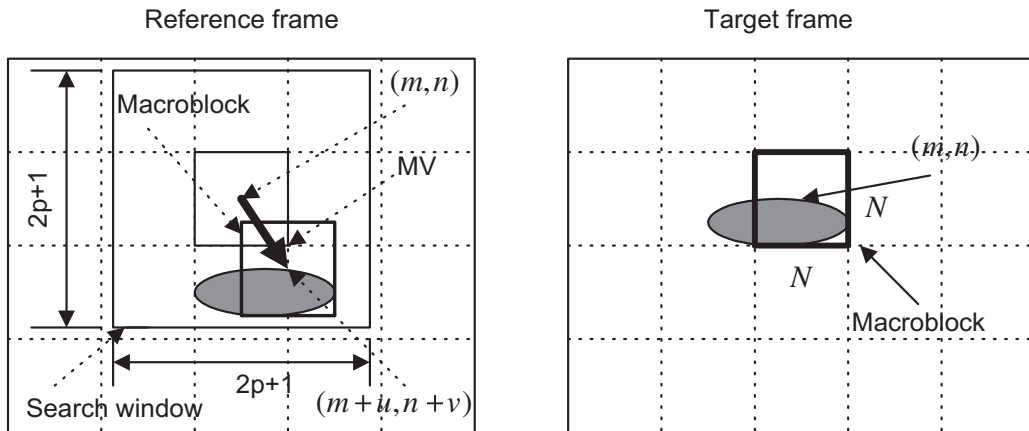 Reference frame
Target frame
(m,n)
Macroblock
MV
2p+1
2p+1
Search window
(m+u,n+v)
(m,n)
N
N
Macroblock